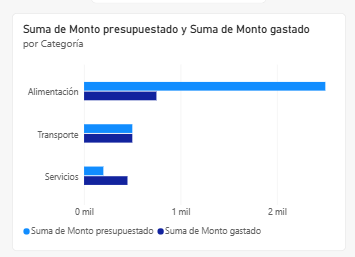 Suma de Monto presupuestado y Suma de Monto gastado
por Categoría
Alimentación
Transporte
Servicios
0 mil 1 mil 2 mil
Suma de Monto presupuestado Suma de Monto gastado